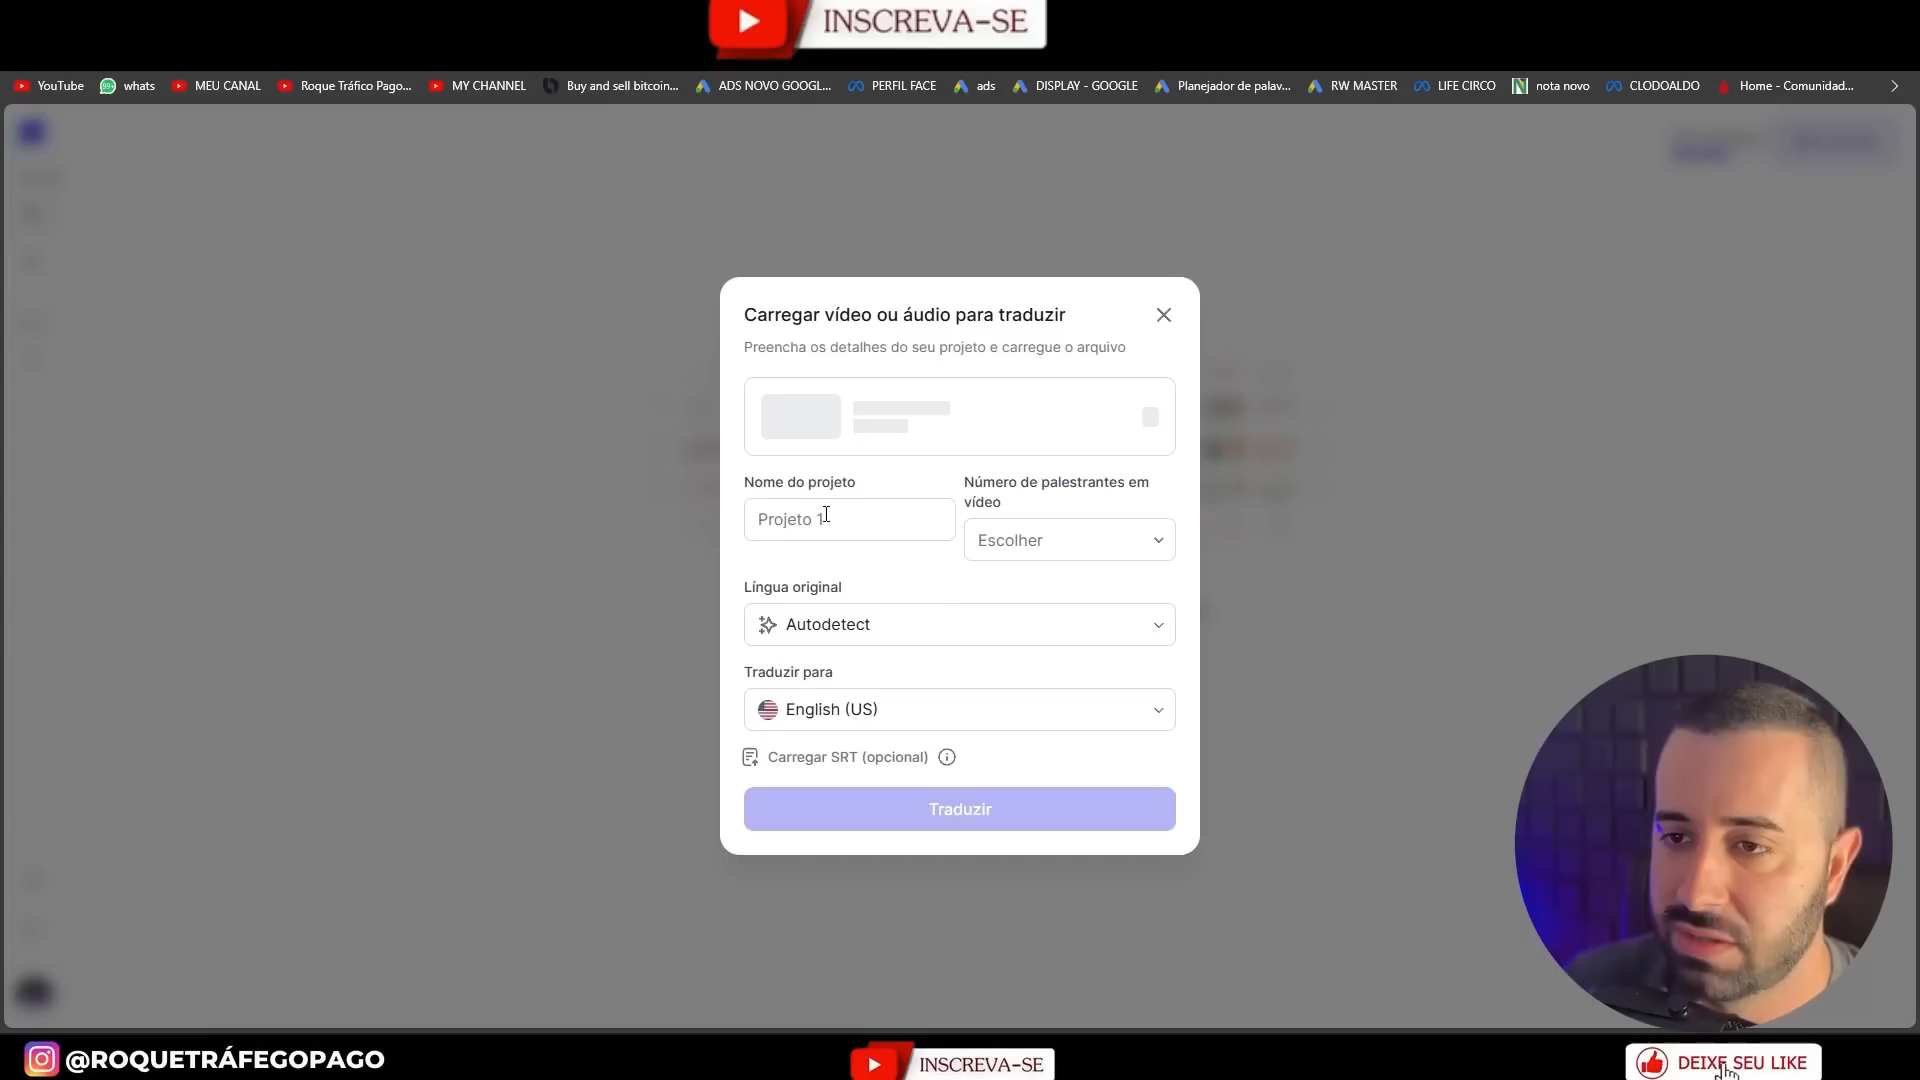 INSCREVA-SE
YouTube
whats
MEU CANAL
Roque Tráfico Pago...
MY CHANNEL
Buy and sell bitcoin...
ADS NOVO GOOGL...
PERFIL FACE
ads
DISPLAY - GOOGLE
Planejador de palav...
RW MASTER
LIFE CIRCO
nota novo
CLODOALDO
Home - Comunidad...
Carregar vídeo ou áudio para traduzir
Preencha os detalhes do seu projeto e carregue o arquivo
Nome do projeto
Projeto 1
Número de palestrantes em
vídeo
Escolher
Língua original
Autodetect
Traduzir para
English (US)
Carregar SRT (opcional)
Traduzir
@ROQUETRÁFEGOPAGO
INSCREVA-SE
DEIXE SEU LIKE